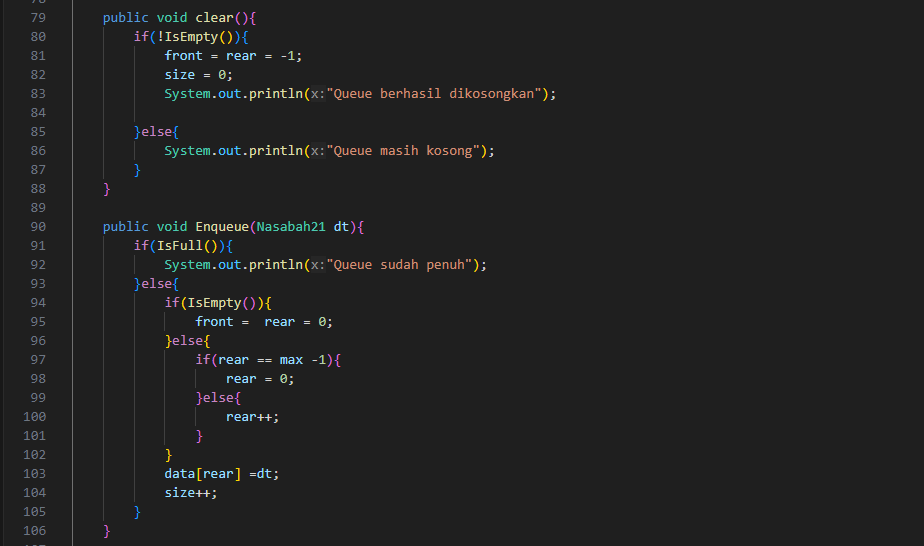 79 public void clear(){
80 if(!IsEmpty()){
81 front = rear = -1;
82 size = 0;
83 System.out.println(x:"Queue berhasil dikosongkan");
84
85 }else{
86 System.out.println(x:"Queue masih kosong");
87 }
88 }
89
90 public void Enqueue(Nasabah21 dt){
91 if(IsFull()){
92 System.out.println(x:"Queue sudah penuh");
93 }else{
94 if(IsEmpty()){
95 front =  rear = 0;
96 }else{
97 if(rear == max -1){
98 rear = 0;
99 }else{
100 rear++;
101 }
102 }
103 data[rear] =dt;
104 size++;
105 }
106 }